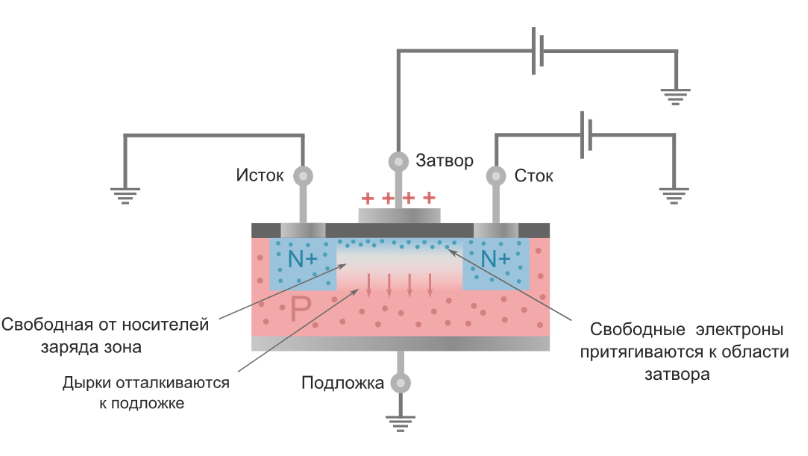 Затвор
Исток
Сток
++++
N+
N+
P
Свободная от носителей
заряда зона
Свободные электроны
притягиваются к области
затвора
Дырки отталкиваются
к подложке
Подложка